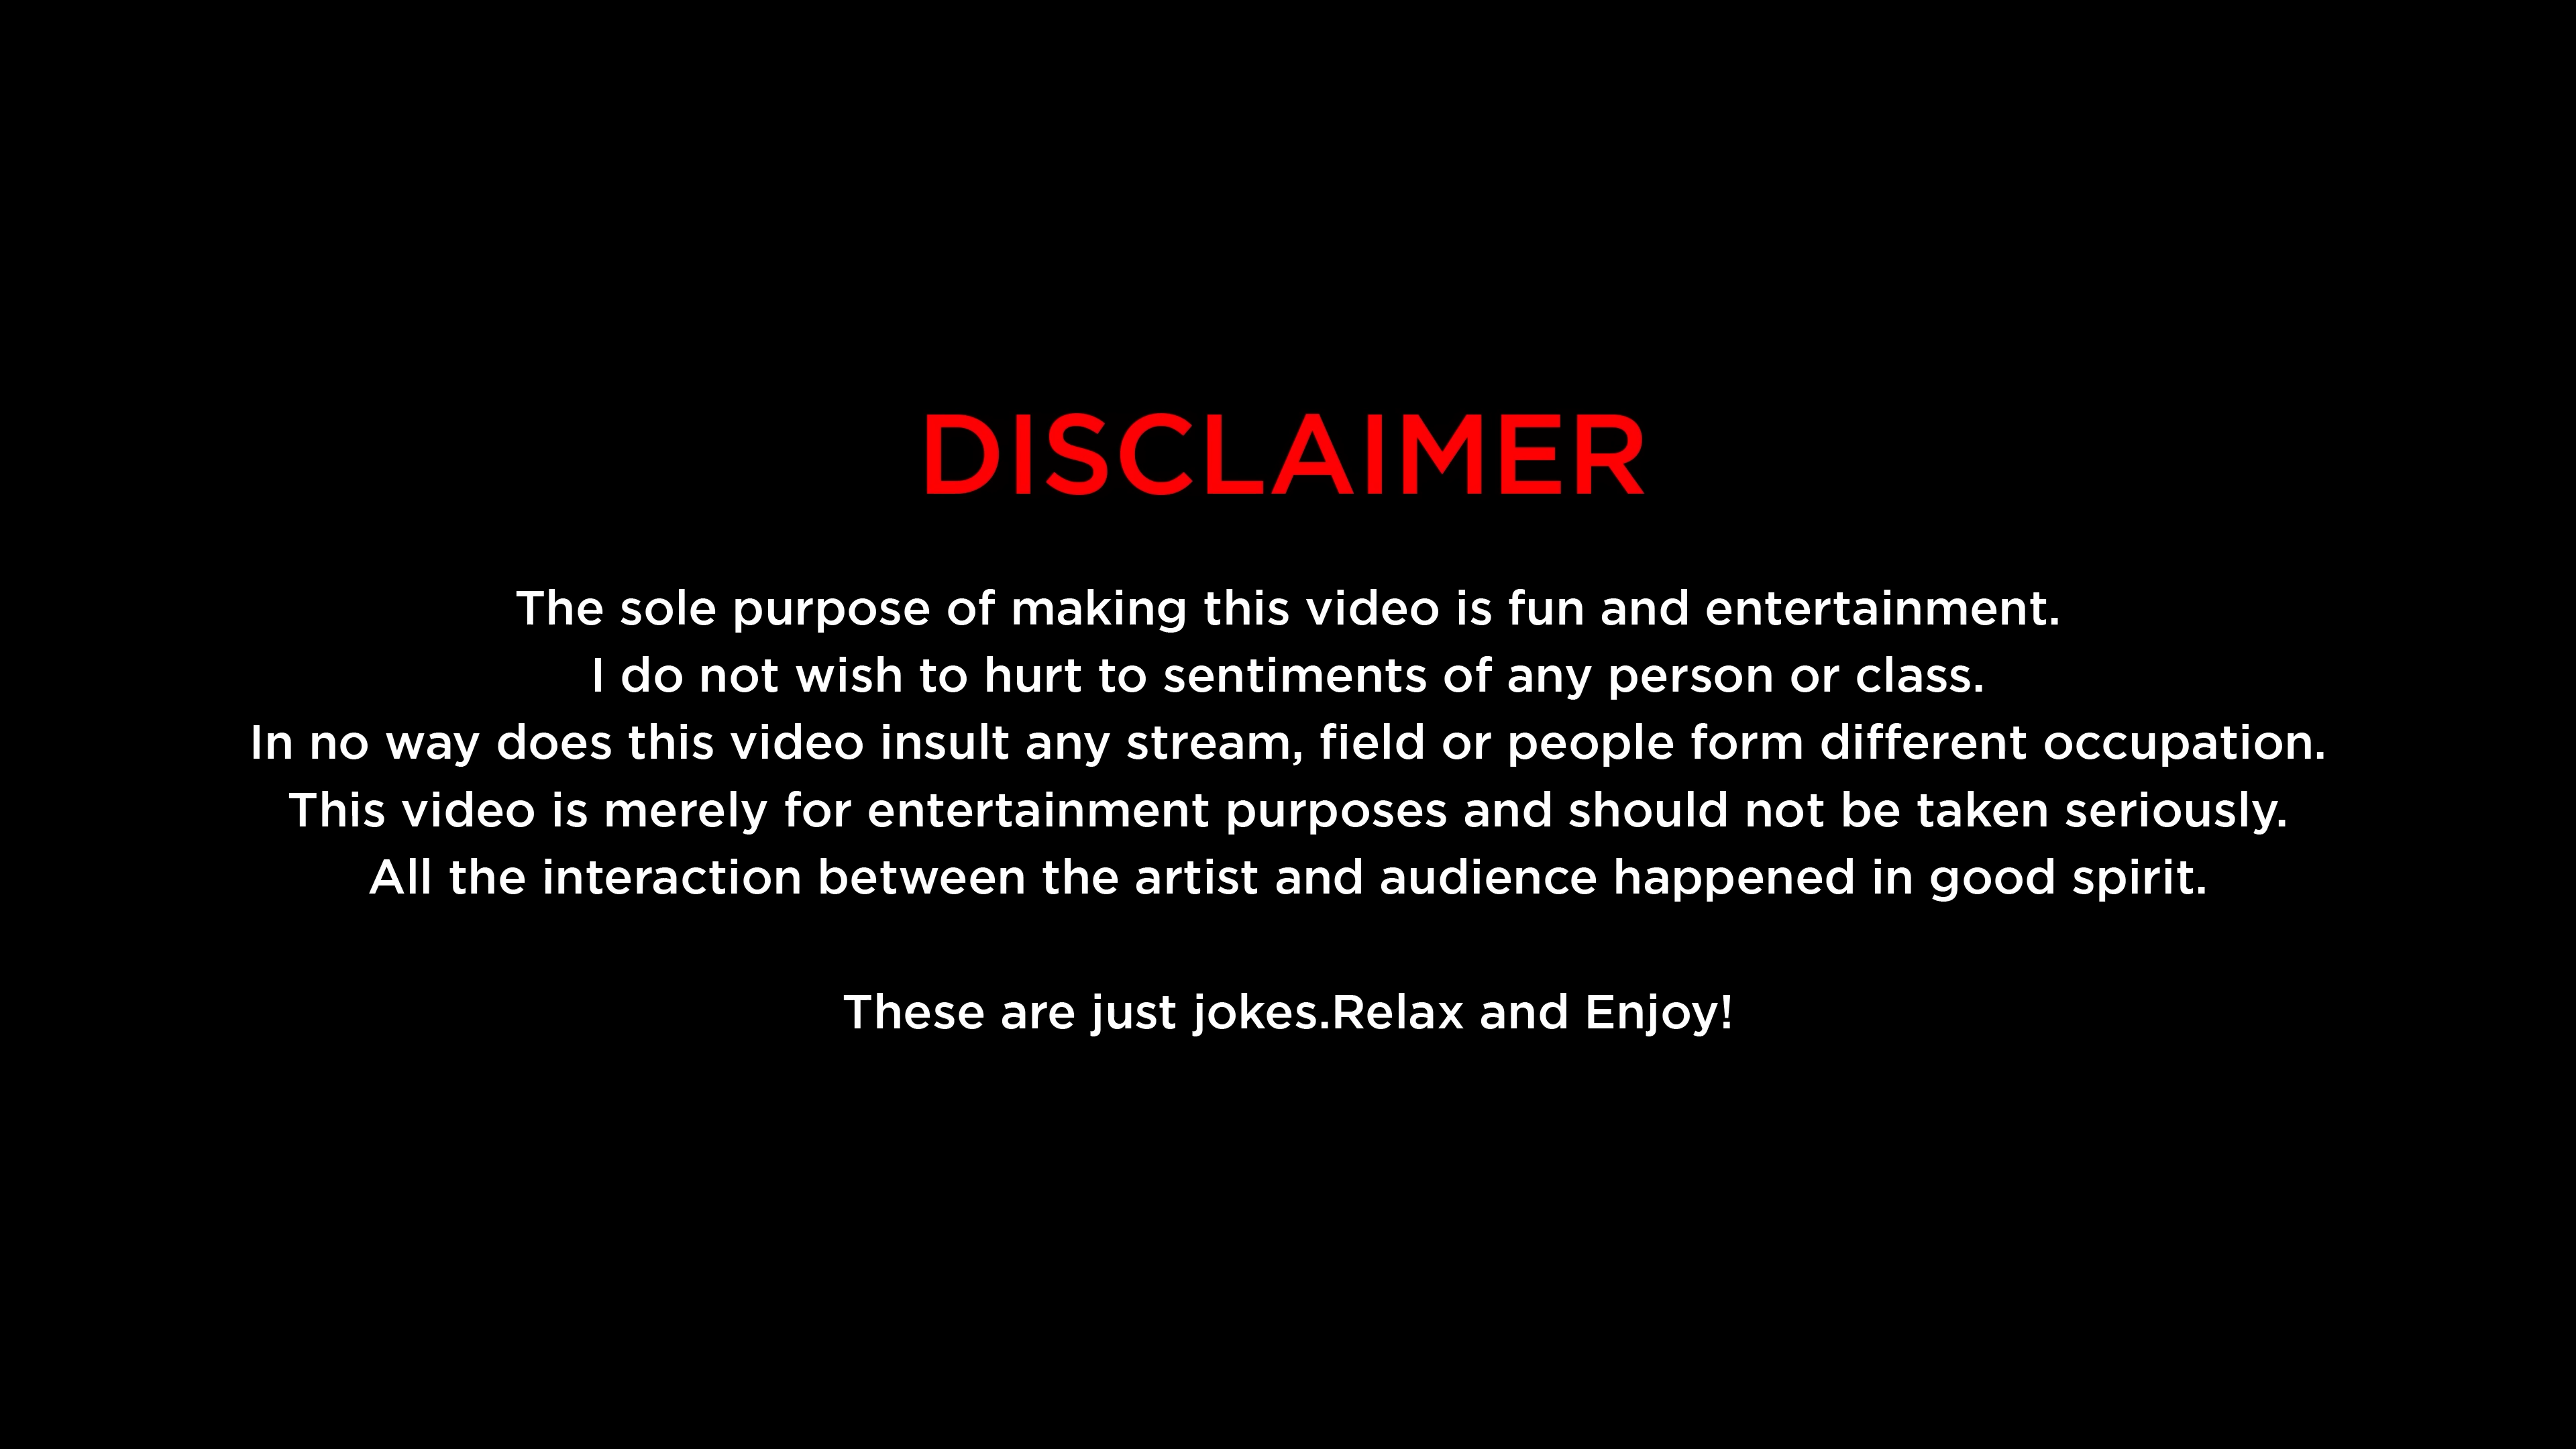 DISCLAIMER
The sole purpose of making this video is fun and entertainment.
I do not wish to hurt to sentiments of any person or class.
In no way does this video insult any stream, field or people form different occupation.
This video is merely for entertainment purposes and should not be taken seriously.
All the interaction between the artist and audience happened in good spirit.
These are just jokes.Relax and Enjoy!